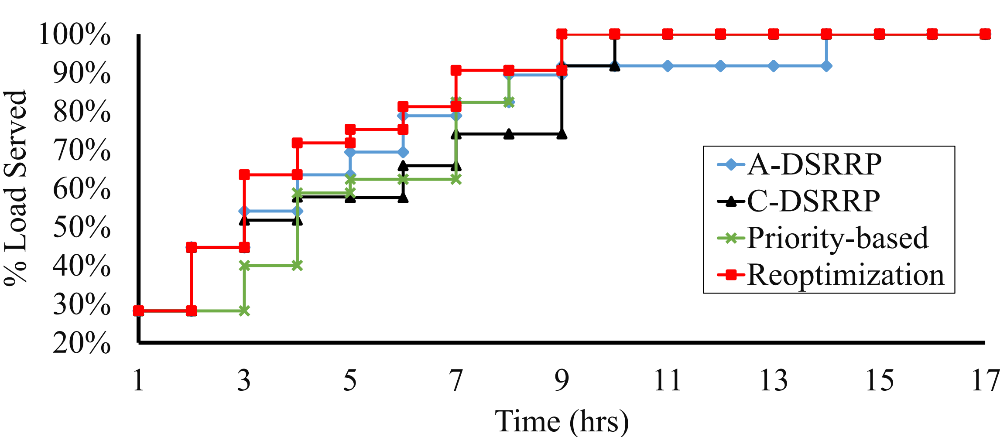 100%
90%
80%
70%
60%
50%
40%
30%
20%
% Load Served
1 3 5 7 9 11 13 15 17
Time (hrs)
A-DSRRP
C-DSRRP
Priority-based
Reoptimization